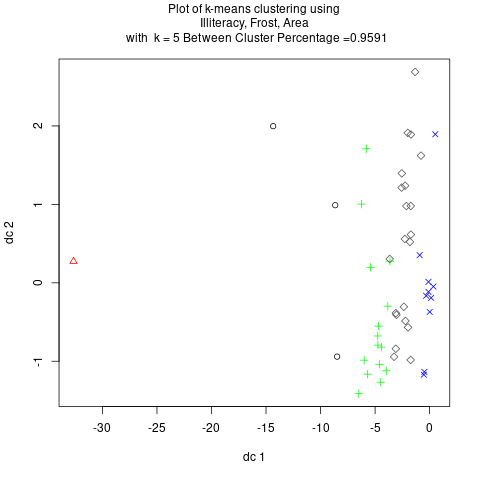 Plot of k-means clustering using
Illiteracy, Frost, Area
with  k = 5 Between Cluster Percentage =0.9591
2
1
0
-1
dc 2
-30
-25
-20
-15
-10
-5
0
dc 1